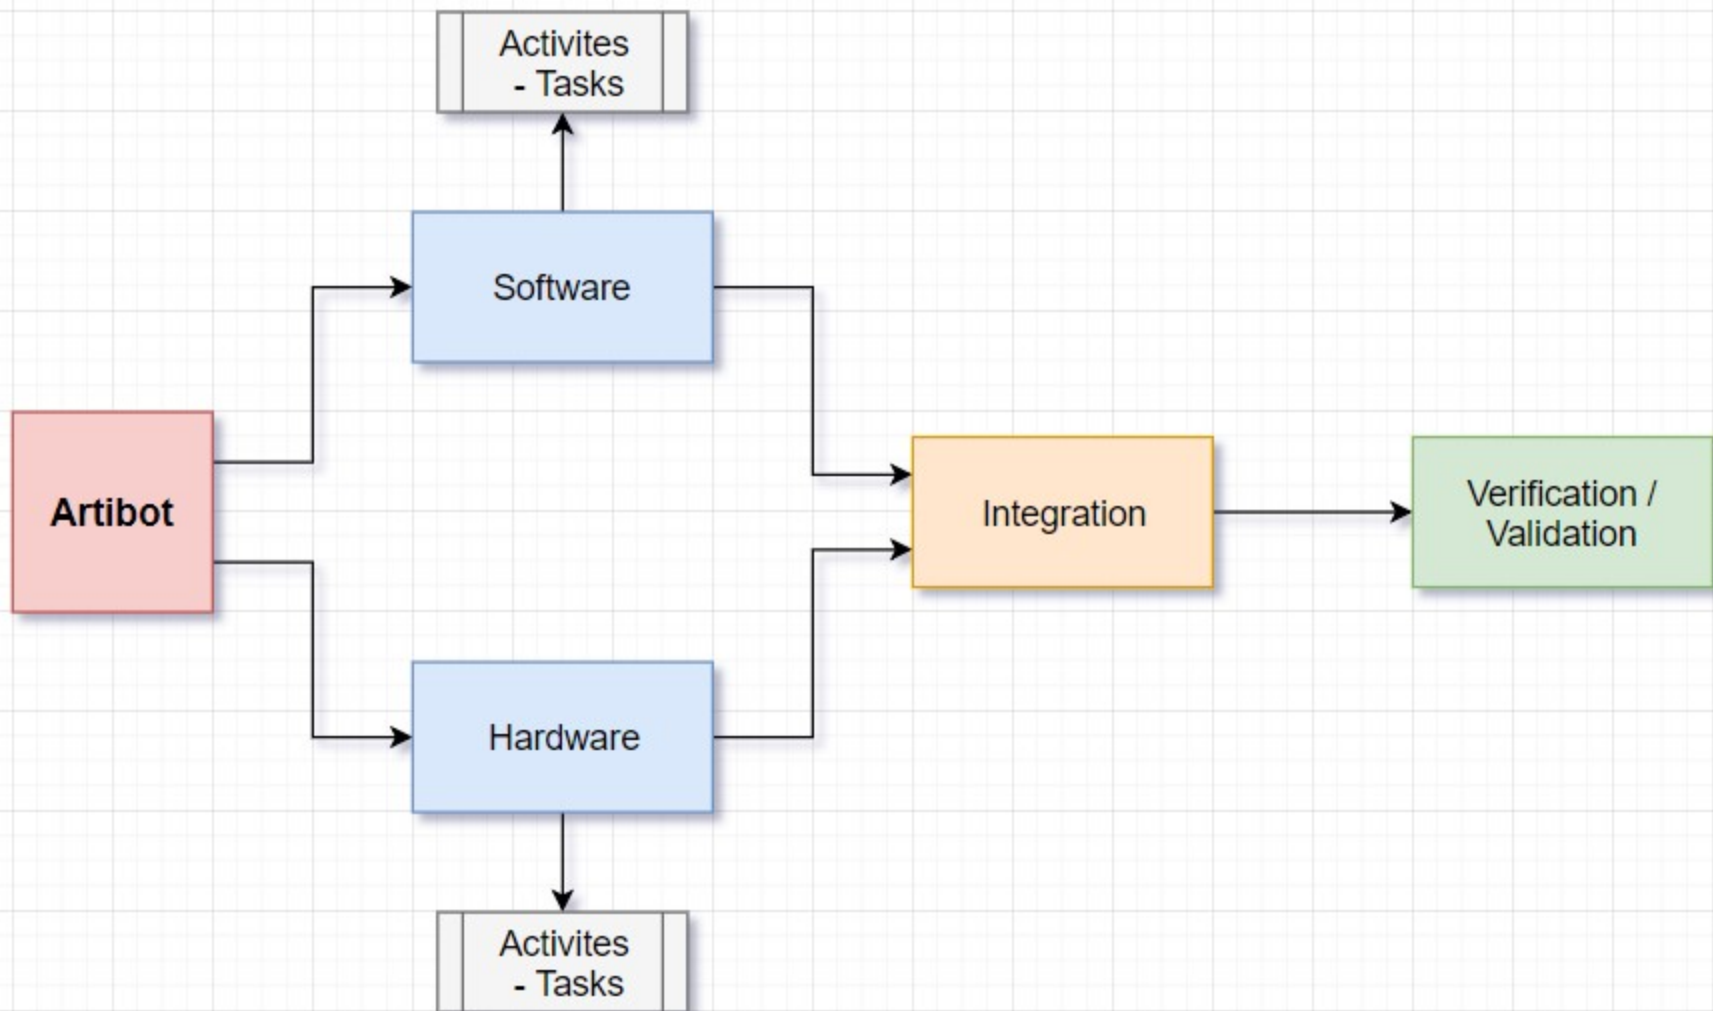 Activites
- Tasks
Software
Artibot
Integration
Verification /
Validation
Hardware
Activites
- Tasks